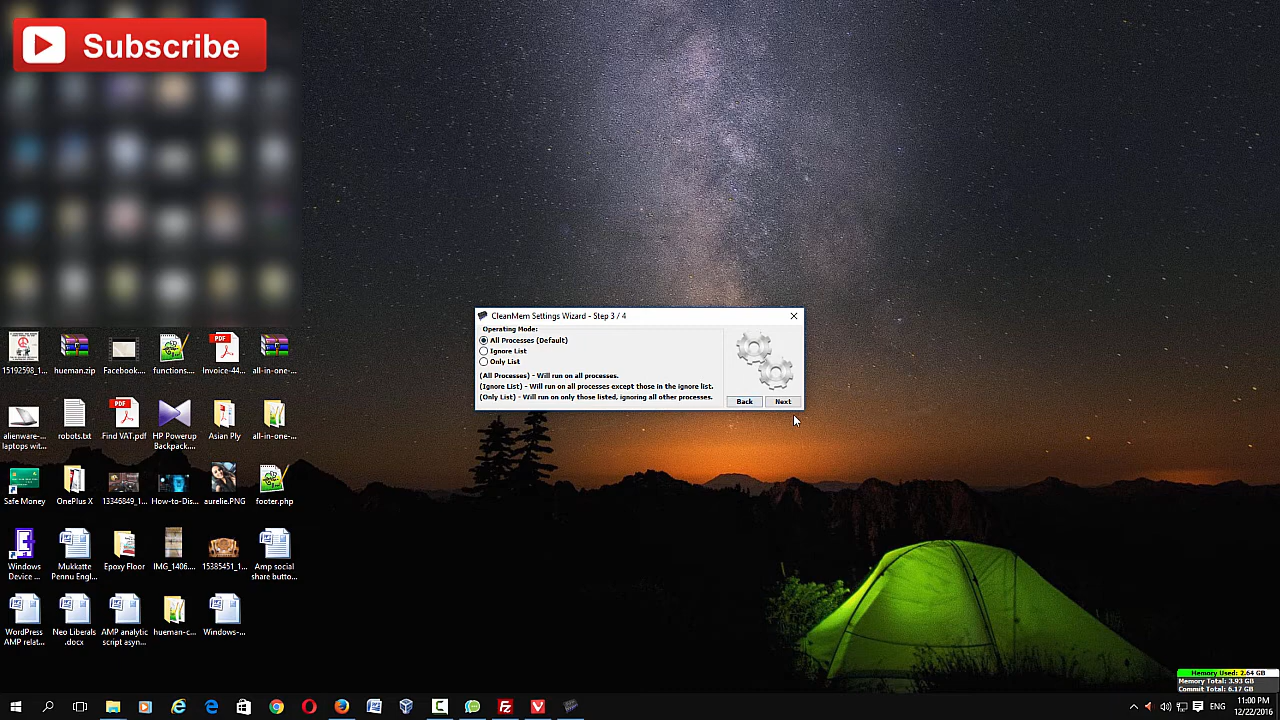 Subscribe
CleanMem Settings Wizard - Step 3 / 4
Operating Mode:
All Processes (Default)
Ignore List
Only List
(All Processes) - Will run on all processes.
(Ignore List) - Will run on all processes except those in the ignore list.
(Only List) - Will run on only those listed, ignoring all other processes.
Back
Next
15192598_1...
hueman.zip
Facebook....
functions....
Invoice-44...
all-in-one-...
alienware-...
laptops wit...
robots.txt
Find VAT.pdf
HP Powerup
Backpack...
Asian Ply
all-in-one-...
Safe Money
OnePlus X
13346849_1...
How-to-Dis...
aurelie.PNG
footer.php
Windows
Device ...
Mukkatte
Pennu Engl...
Epoxy Floor
IMG_1406....
15385451_1...
Amp social
share butto...
WordPress
AMP relat...
Neo Liberals
.docx
AMP analytic
script asyn...
hueman-c...
Windows-...
Memory Used: 2.64 GB
Memory Total: 3.93 GB
Commit Total: 6.17 GB
ENG
11:00 PM
12/22/2016